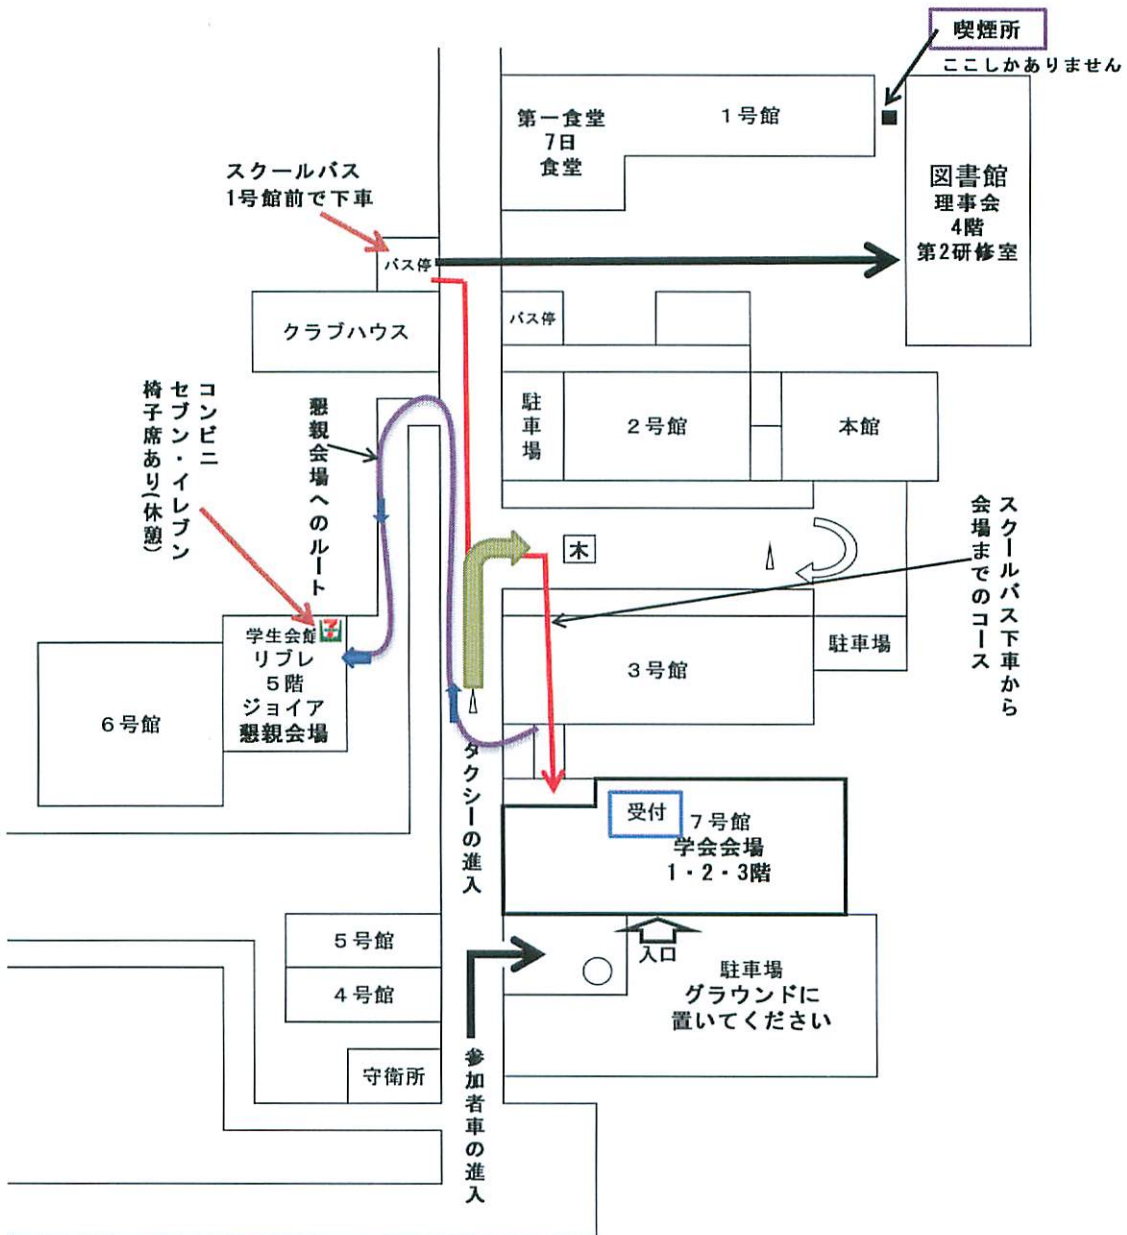 喫煙所
ここしかありません
第一食堂
7日
食堂
1号館
図書館
理事会
4階
第2研修室
スクールバス
1号館前で下車
バス停
バス停
クラブハウス
コンビニ
セブン・イレブン
椅子席あり(休憩)
懇親会場へのルート
駐車場
2号館
本館
木
スクールバス下車から
会場までのコース
学生会館
リブレ
5階
ジョイア
懇親会場
6号館
3号館
駐車場
タクシーの進入
受付
7号館
学会会場
1・2・3階
入口
5号館
4号館
守衛所
駐車場
グラウンドに
置いてください
参加者車の進入